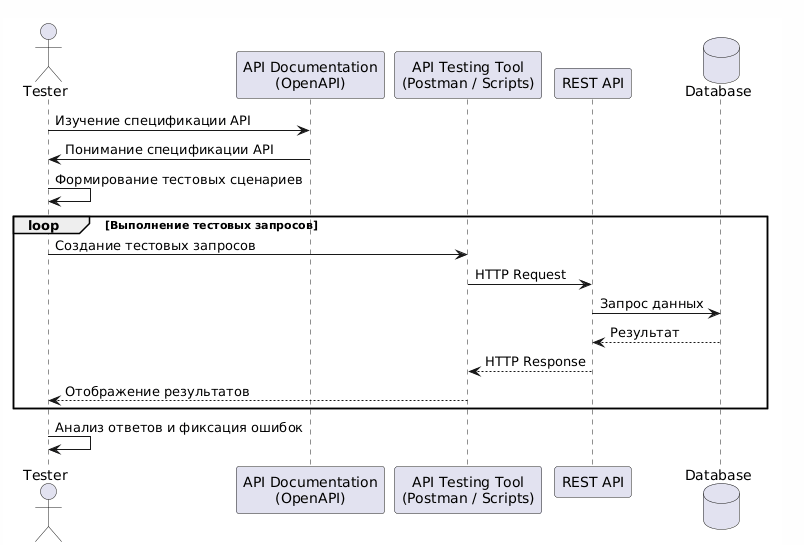 Tester
API Documentation
(OpenAPI)
API Testing Tool
(Postman / Scripts)
REST API
Database
Изучение спецификации API
Понимание спецификации API
Формирование тестовых сценариев
loop
[Выполнение тестовых запросов]
Создание тестовых запросов
HTTP Request
Запрос данных
Результат
HTTP Response
Отображение результатов
Анализ ответов и фиксация ошибок
Tester
API Documentation
(OpenAPI)
API Testing Tool
(Postman / Scripts)
REST API
Database